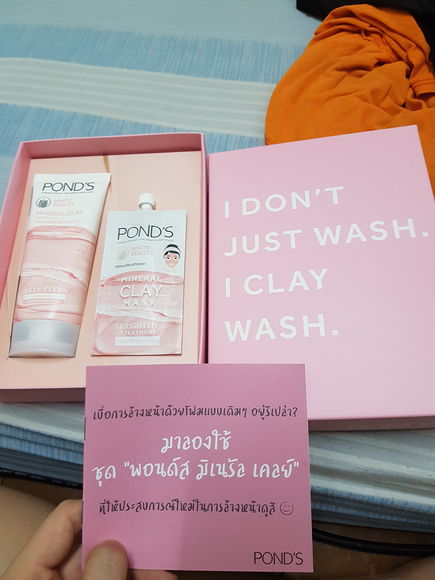 POND'S
WHITE
BEAUTY
MINERAL CLAY
DEEP CLEAN
POND'S
WHITE
BEAUTY
MINERAL
CLAY
MASK
BRIGHTEN
TREATMENT
I DON'T
JUST WASH.
I CLAY
WASH.
เบื่อการล้างหน้าด้วยโฟมแบบเดิมๆ อยู่รึเปล่า?
มาลองใช้
ชุด "พอนด์ส มิเนรัล เคลย์"
ที่ให้ประสบการณ์ใหม่ในการล้างหน้าดูสิ
POND'S